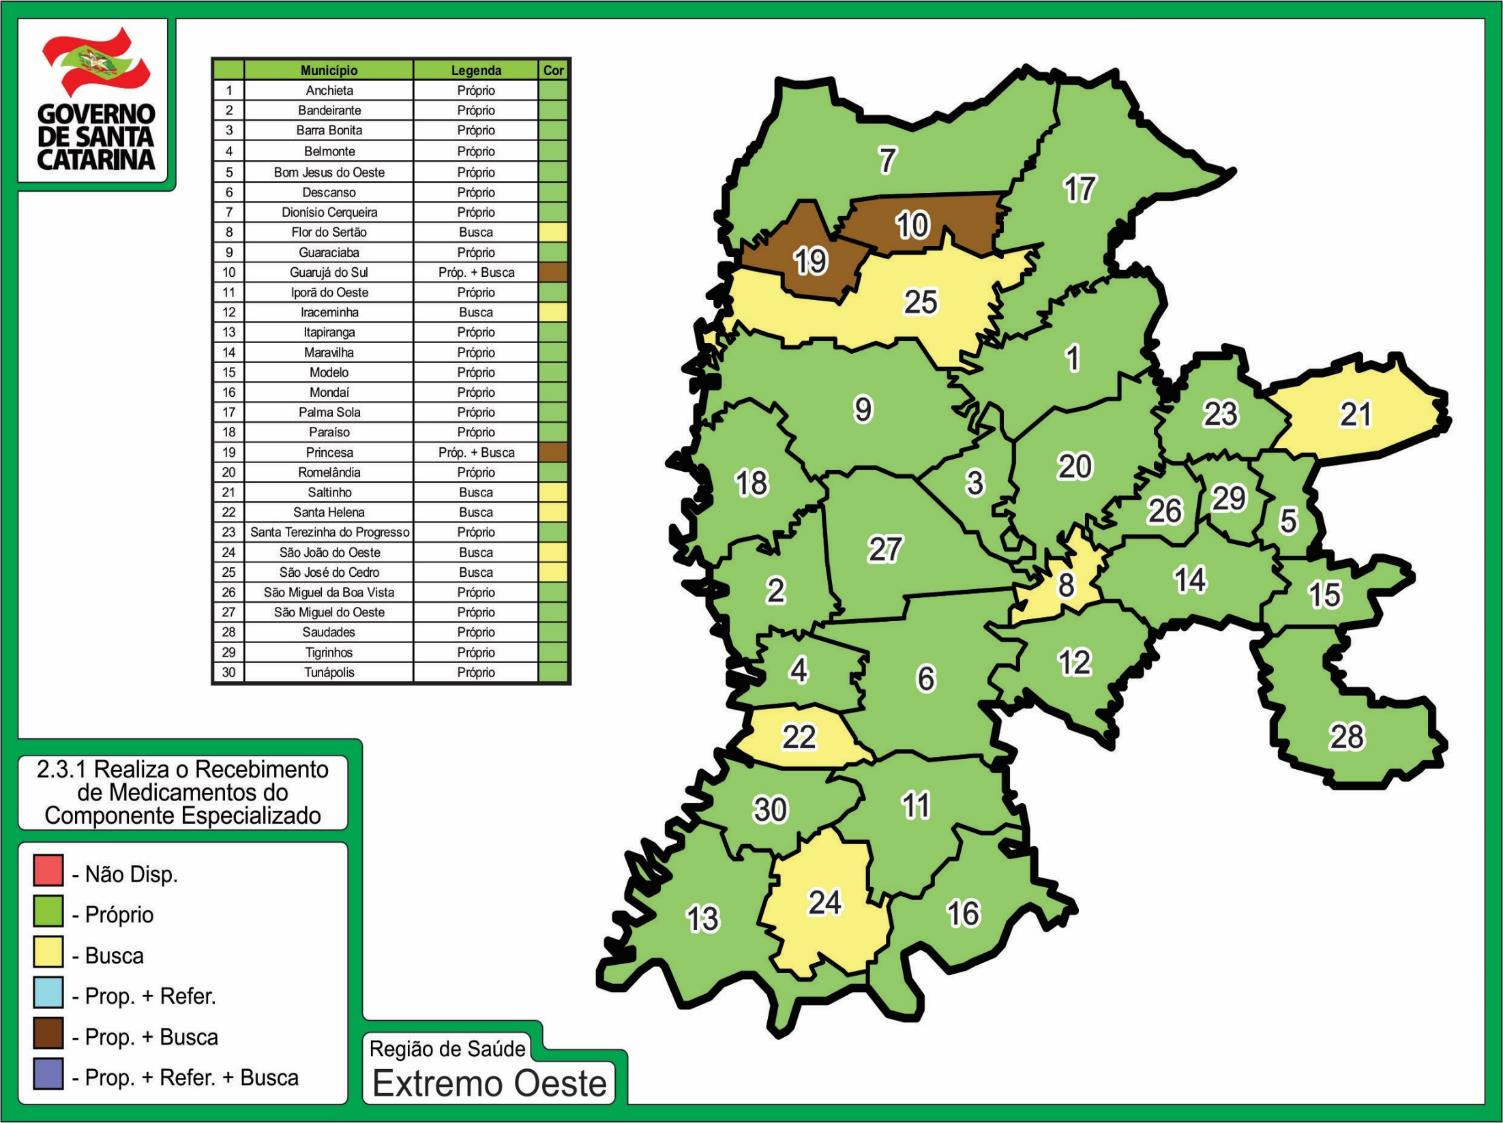 GOVERNO
DE SANTA
CATARINA
Município Legenda Cor
1 Anchieta Próprio
2 Bandeirante Próprio
3 Barra Bonita Próprio
4 Belmonte Próprio
5 Bom Jesus do Oeste Próprio
6 Descanso Próprio
7 Dionísio Cerqueira Próprio
8 Flor do Sertão Busca
9 Guaraciaba Próprio
10 Guarujá do Sul Próp. + Busca
11 Iporã do Oeste Próprio
12 Iraceminha Busca
13 Itapiranga Próprio
14 Maravilha Próprio
15 Modelo Próprio
16 Mondaí Próprio
17 Palma Sola Próprio
18 Paraíso Próprio
19 Princesa Próp. + Busca
20 Romelândia Próprio
21 Saltinho Busca
22 Santa Helena Busca
23 Santa Terezinha do Progresso Próprio
24 São João do Oeste Busca
25 São José do Cedro Busca
26 São Miguel da Boa Vista Próprio
27 São Miguel do Oeste Próprio
28 Saudades Próprio
29 Tigrinhos Próprio
30 Tunápolis Próprio
7
17
10
19
25
1
9
23
21
18
3
20
26
29
5
27
2
8
14
15
4
6
12
22
28
30
11
13
24
16
2.3.1 Realiza o Recebimento
de Medicamentos do
Componente Especializado
- Não Disp.
- Próprio
- Busca
- Prop. + Refer.
- Prop. + Busca
- Prop. + Refer. + Busca
Região de Saúde
Extremo Oeste